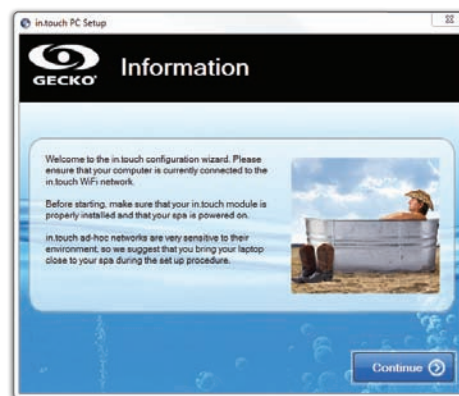 in.touch PC Setup
GECKO®
Information
Welcome to the in.touch configuration wizard. Please
ensure that your computer is currently connected to the
in.touch WiFi network.
Before starting, make sure that your in.touch module is
properly installed and that your spa is powered on.
in.touch ad-hoc networks are very sensitive to their
environment, so we suggest that you bring your laptop
close to your spa during the set up procedure.
Continue